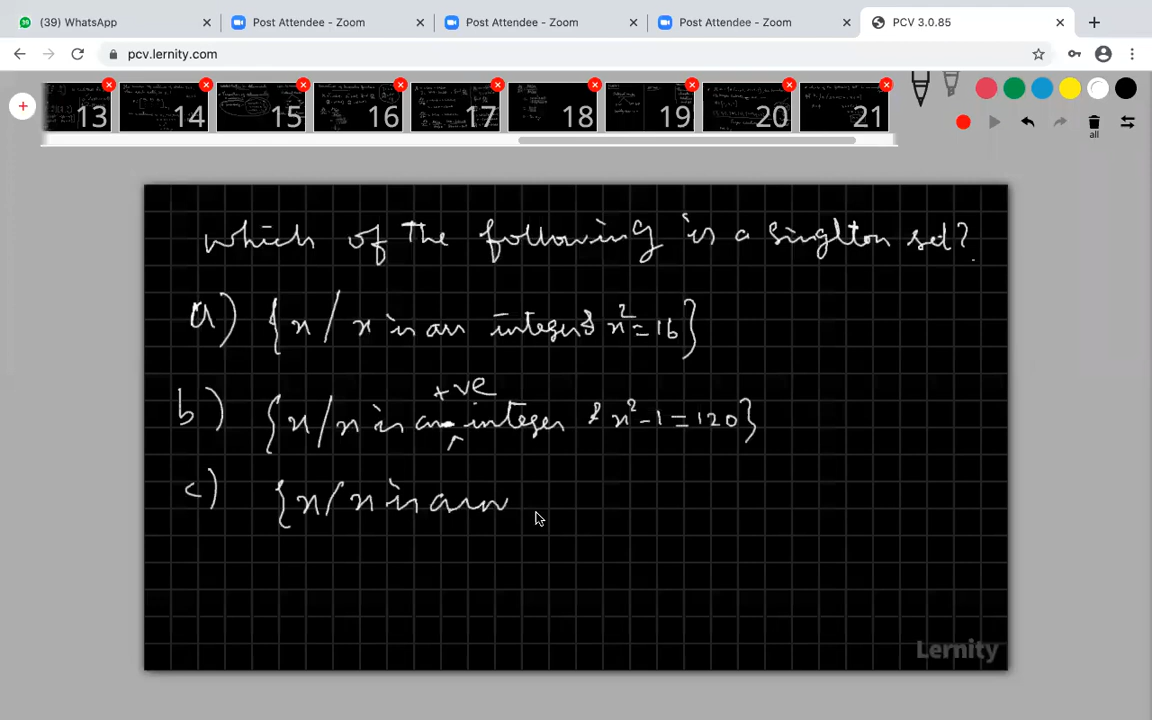 (39) WhatsApp
Post Attendee - Zoom
Post Attendee - Zoom
Post Attendee - Zoom
PCV 3.0.85
pcv.lernity.com
13
14
15
16
17
18
19
20
21
all
which of the following is a singlton set?
a) {x / x is an integer & x² = 16}
+ve
b) {x / x is an integer & x² - 1 = 120}
c) {x / x is an
Lernity